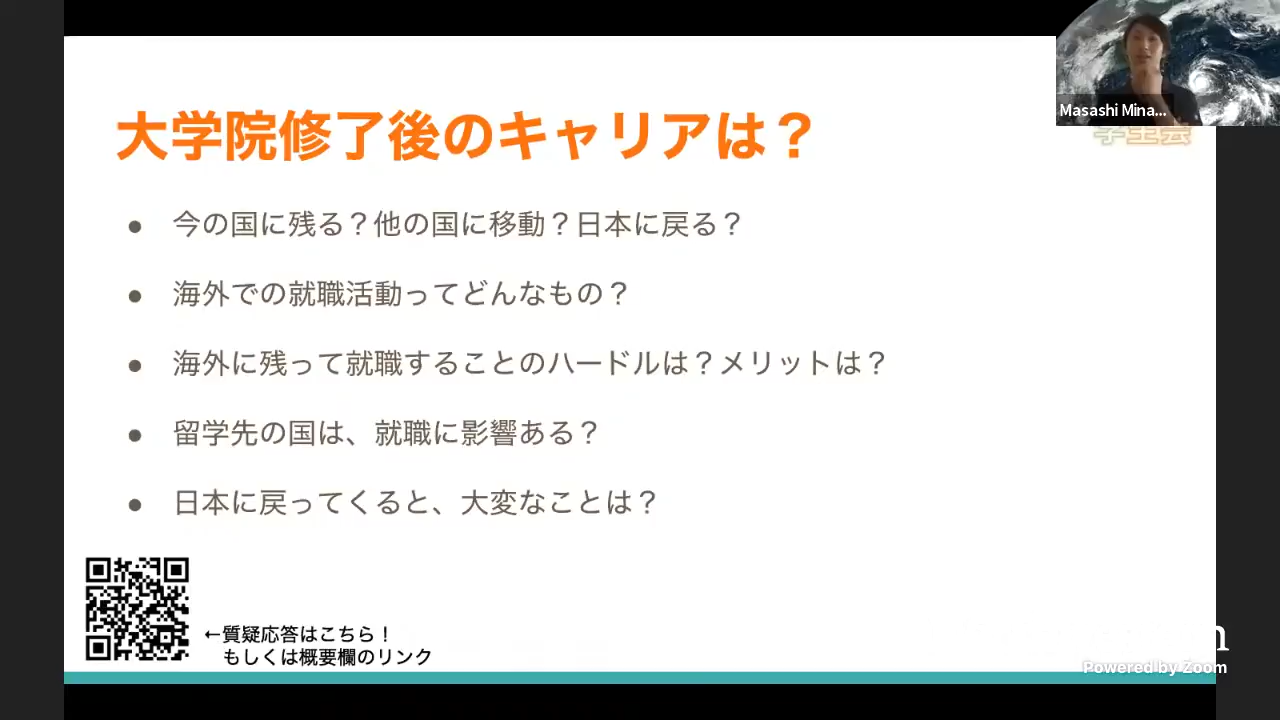 Masashi Mina...
学生会
大学院修了後のキャリアは？
● 今の国に残る？他の国に移動？日本に戻る？
● 海外での就職活動ってどんなもの？
● 海外に残って就職することのハードルは？メリットは？
● 留学先の国は、就職に影響ある？
● 日本に戻ってくると、大変なことは？
←質疑応答はこちら！
もしくは概要欄のリンク
Powered by Zoom